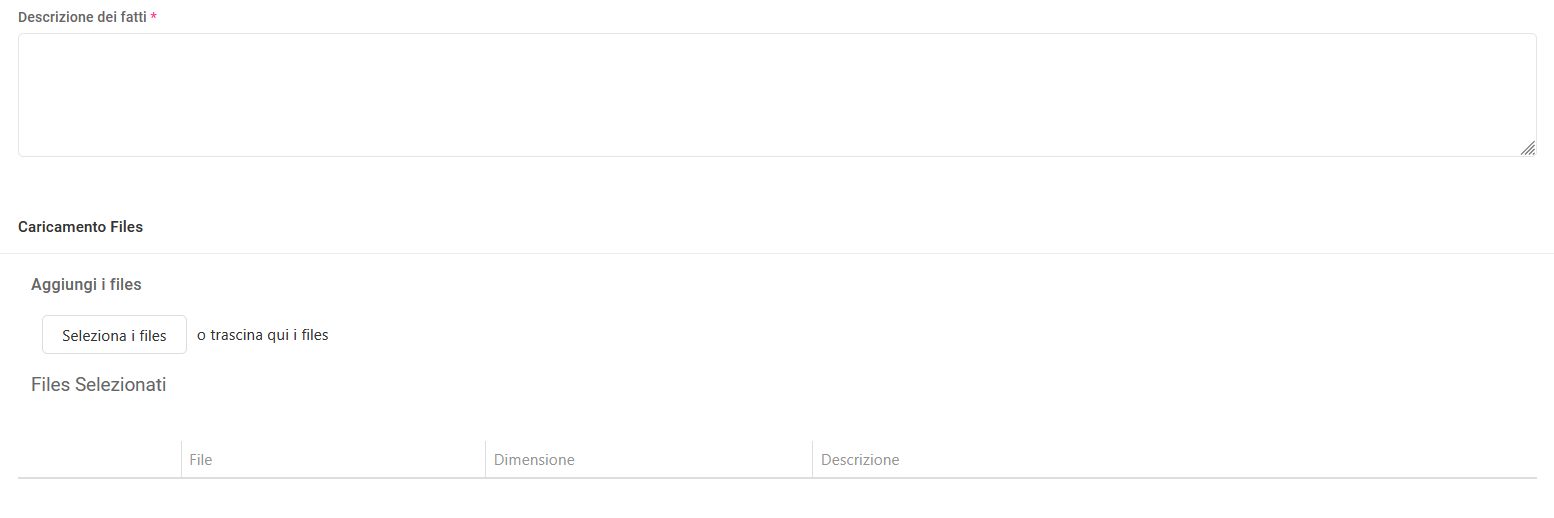 Descrizione dei fatti *
Caricamento Files
Aggiungi i files
Seleziona i files o trascina qui i files
Files Selezionati
File Dimensione Descrizione